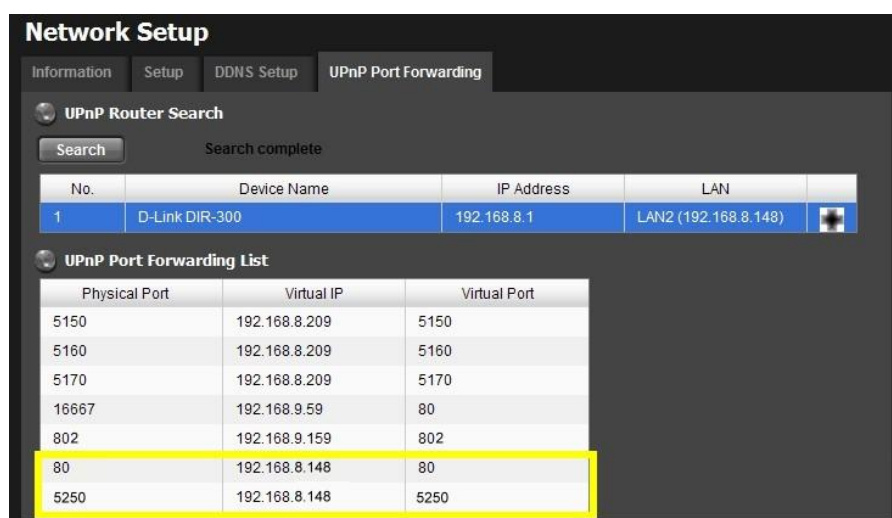 Network Setup
Information Setup DDNS Setup UPnP Port Forwarding
UPnP Router Search
Search Search complete
No. Device Name IP Address LAN
1 D-Link DIR-300 192.168.8.1 LAN2 (192.168.8.148)
UPnP Port Forwarding List
Physical Port Virtual IP Virtual Port
5150 192.168.8.209 5150
5160 192.168.8.209 5160
5170 192.168.8.209 5170
16667 192.168.9.59 80
802 192.168.9.159 802
80 192.168.8.148 80
5250 192.168.8.148 5250